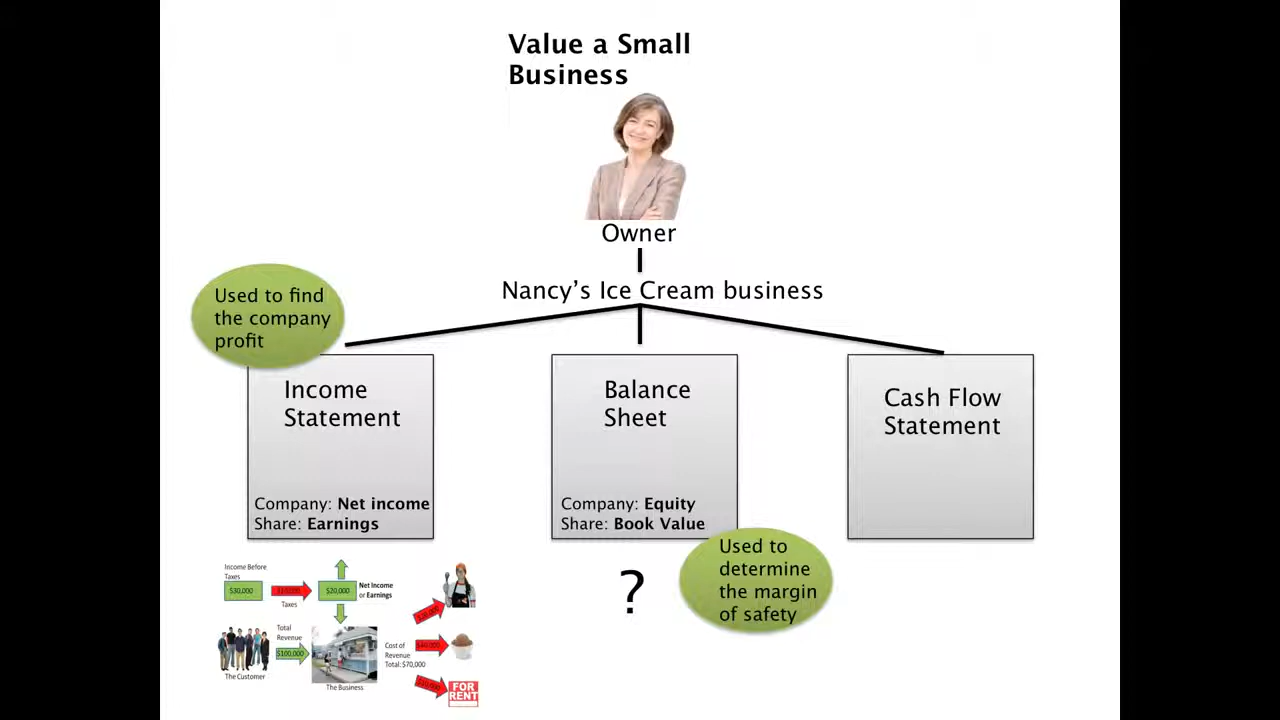 Value a Small
Business
Owner
Nancy’s Ice Cream business
Used to find
the company
profit
Income
Statement
Company: Net income
Share: Earnings
Balance
Sheet
Company: Equity
Share: Book Value
Cash Flow
Statement
Used to
determine
the margin
of safety
?
Income Before
Taxes
$30,000
Taxes
$20,000
Net Income
or Earnings
Total
Revenue
$100,000
The Customer
The Business
Cost of
Revenue
Total: $70,000
FOR
RENT